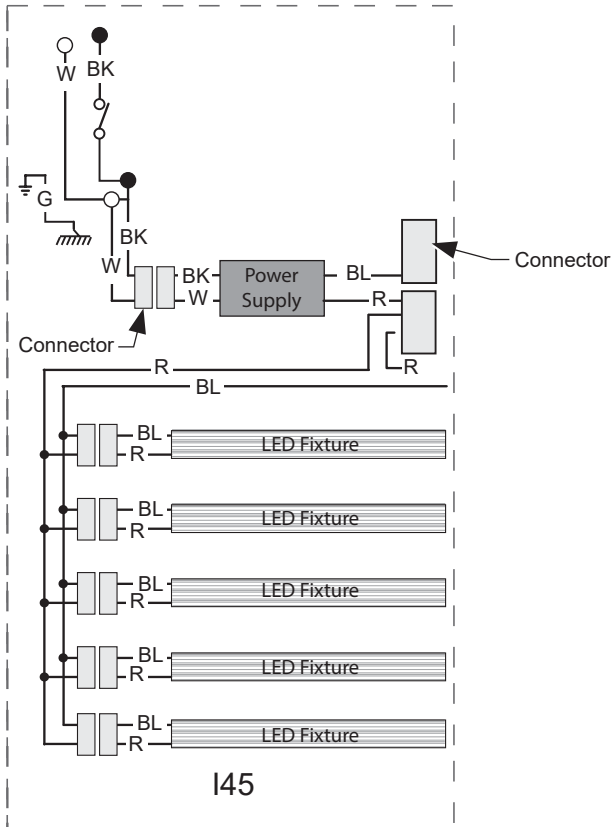 W
BK
G
BK
W
BK
W
Power
Supply
BL
R
Connector
Connector
R
R
BL
BL
R
LED Fixture
BL
R
LED Fixture
BL
R
LED Fixture
BL
R
LED Fixture
BL
R
LED Fixture
I45